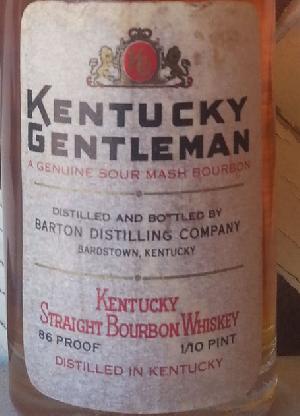 KENTUCKY
GENTLEMAN
A GENUINE SOUR MASH BOURBON
DISTILLED AND BOTTLED BY
BARTON DISTILLING COMPANY
BARDSTOWN, KENTUCKY
KENTUCKY
STRAIGHT BOURBON WHISKEY
86 PROOF 1/10 PINT
DISTILLED IN KENTUCKY